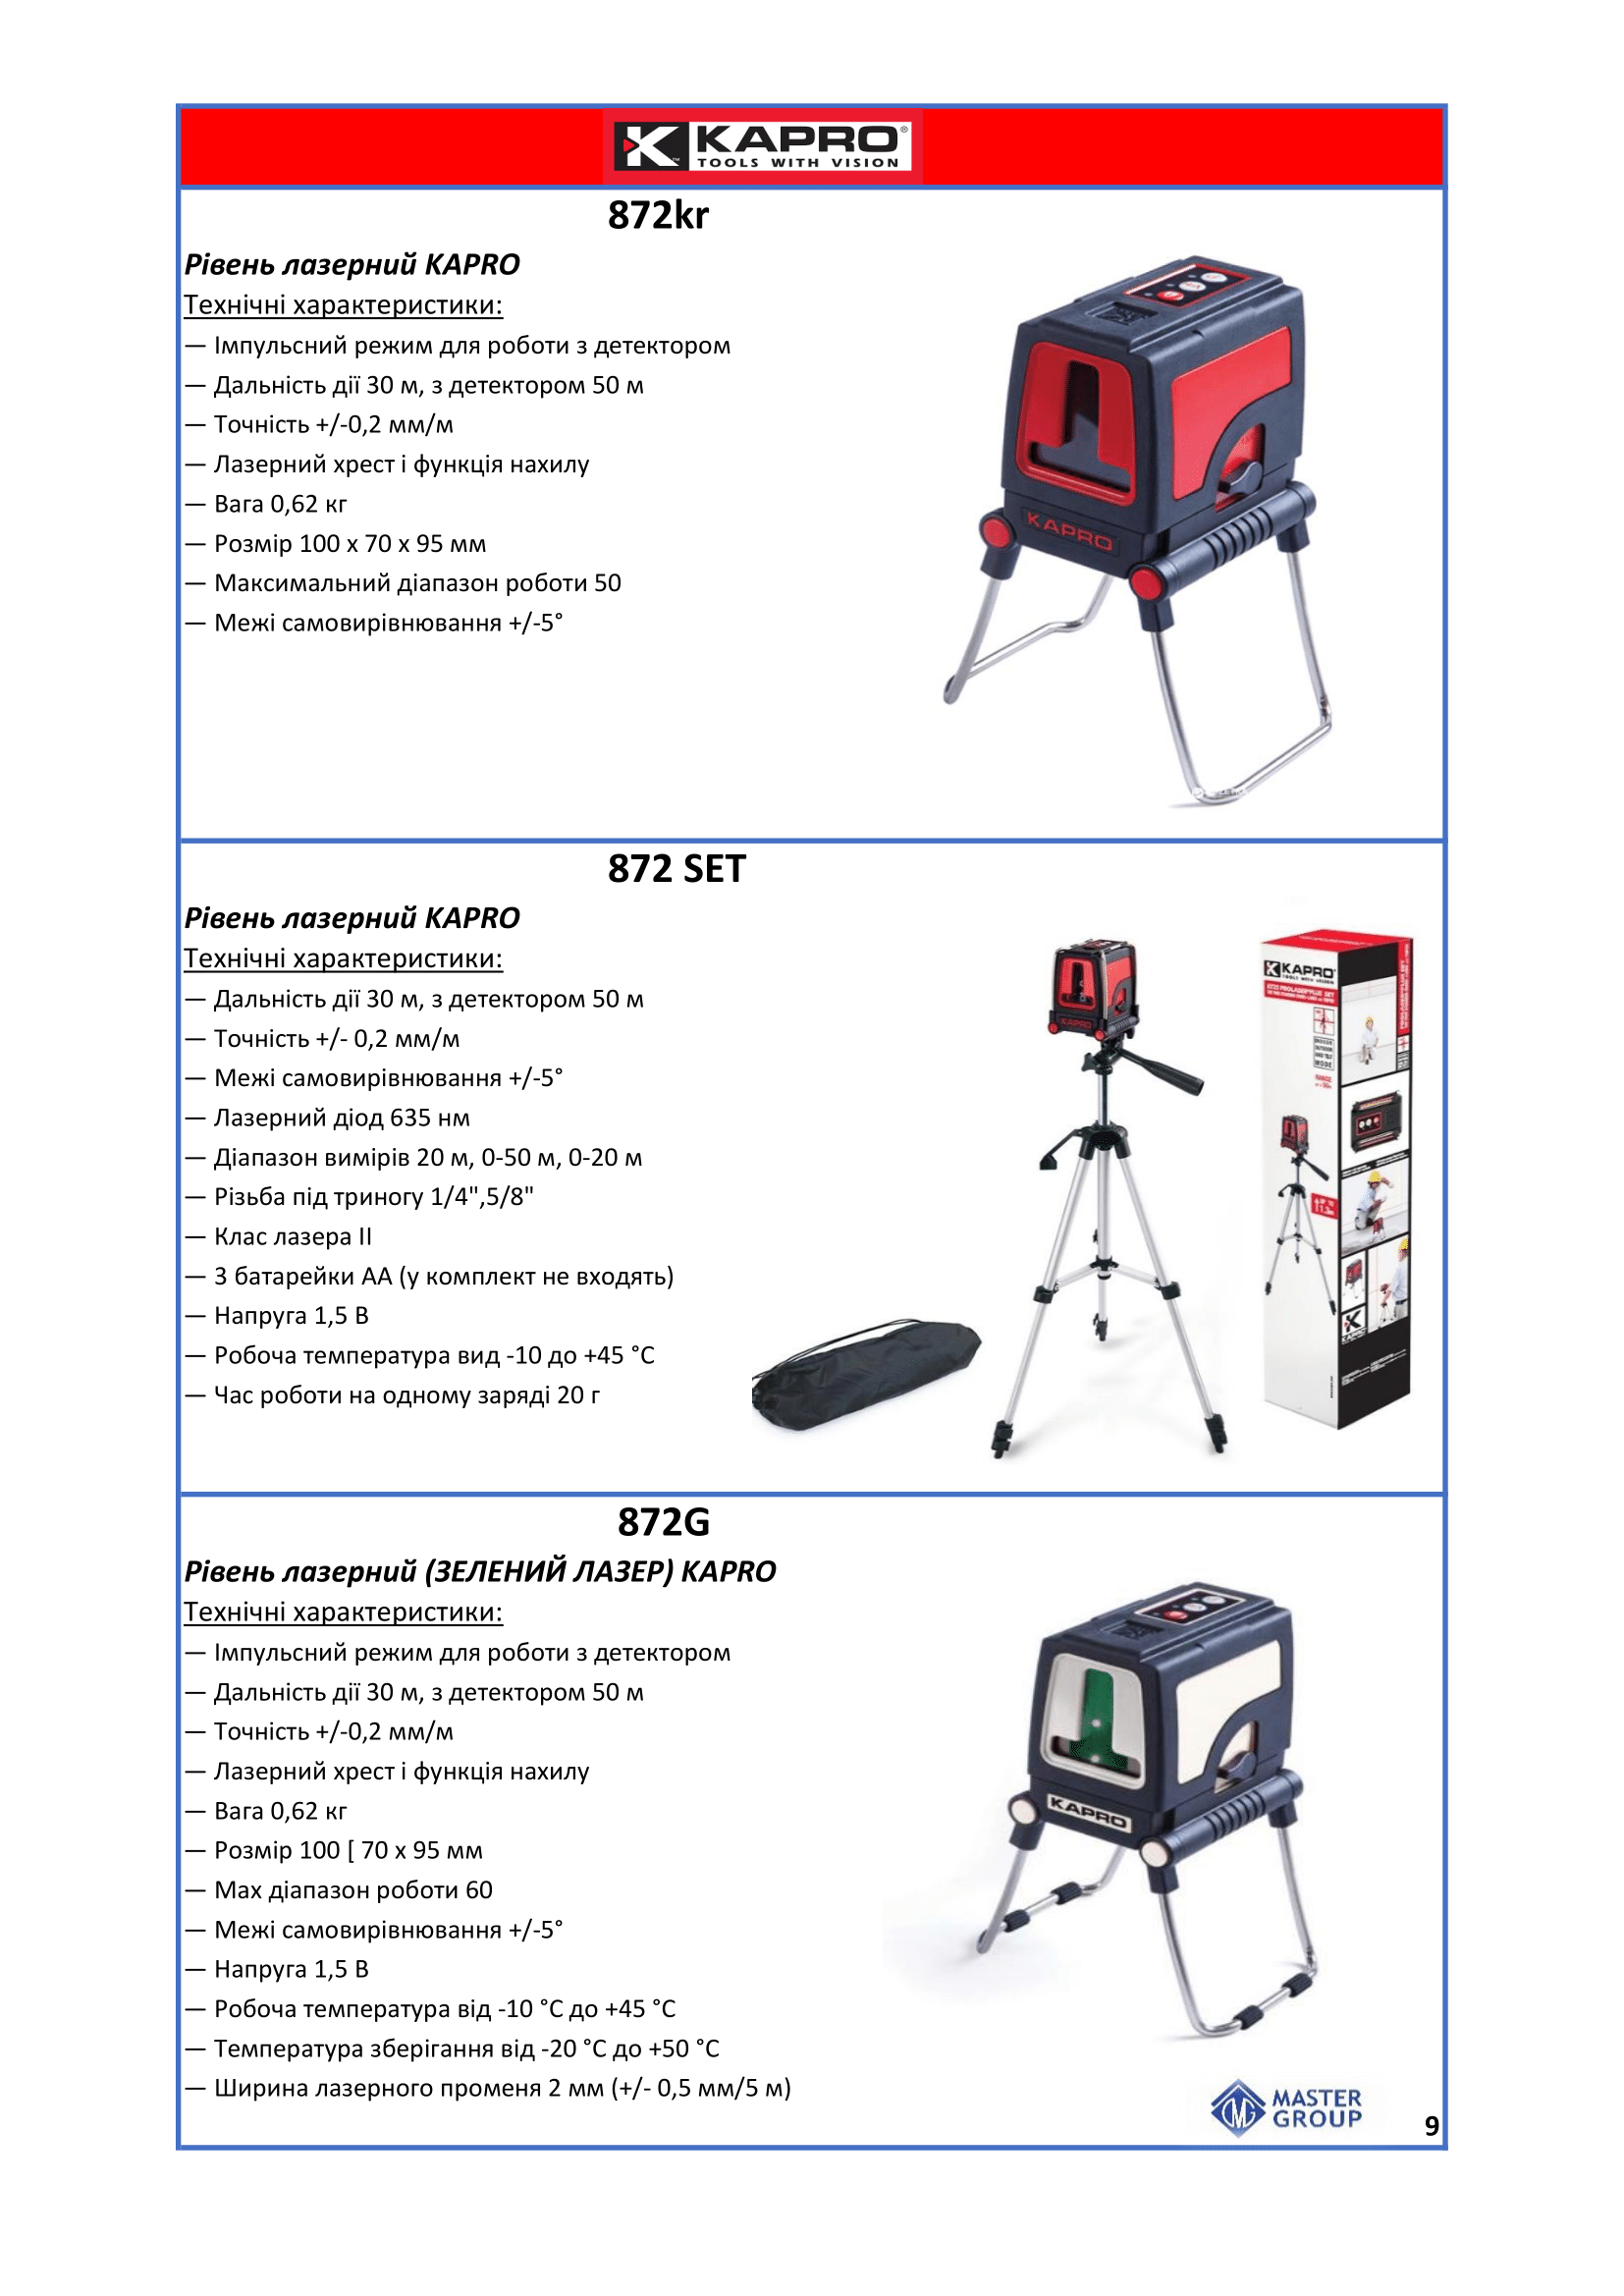 KAPRO®
TOOLS WITH VISION
872kr
Рівень лазерний KAPRO
Технічні характеристики:
— Імпульсний режим для роботи з детектором
— Дальність дії 30 м, з детектором 50 м
— Точність +/-0,2 мм/м
— Лазерний хрест і функція нахилу
— Вага 0,62 кг
— Розмір 100 х 70 х 95 мм
— Максимальний діапазон роботи 50
— Межі самовирівнювання +/-5°
KAPRO
872 SET
Рівень лазерний KAPRO
Технічні характеристики:
— Дальність дії 30 м, з детектором 50 м
— Точність +/- 0,2 мм/м
— Межі самовирівнювання +/-5°
— Лазерний діод 635 нм
— Діапазон вимірів 20 м, 0-50 м, 0-20 м
— Різьба під триногу 1/4",5/8"
— Клас лазера II
— 3 батарейки АА (у комплект не входять)
— Напруга 1,5 В
— Робоча температура вид -10 до +45 °C
— Час роботи на одному заряді 20 г
KAPRO
KAPRO
TOOLS WITH VISION
872G
Рівень лазерний (ЗЕЛЕНИЙ ЛАЗЕР) KAPRO
Технічні характеристики:
— Імпульсний режим для роботи з детектором
— Дальність дії 30 м, з детектором 50 м
— Точність +/-0,2 мм/м
— Лазерний хрест і функція нахилу
— Вага 0,62 кг
— Розмір 100 [ 70 х 95 мм
— Мах діапазон роботи 60
— Межі самовирівнювання +/-5°
— Напруга 1,5 В
— Робоча температура від -10 °C до +45 °C
— Температура зберігання від -20 °C до +50 °C
— Ширина лазерного променя 2 мм (+/- 0,5 мм/5 м)
KAPRO
MASTER
GROUP
9